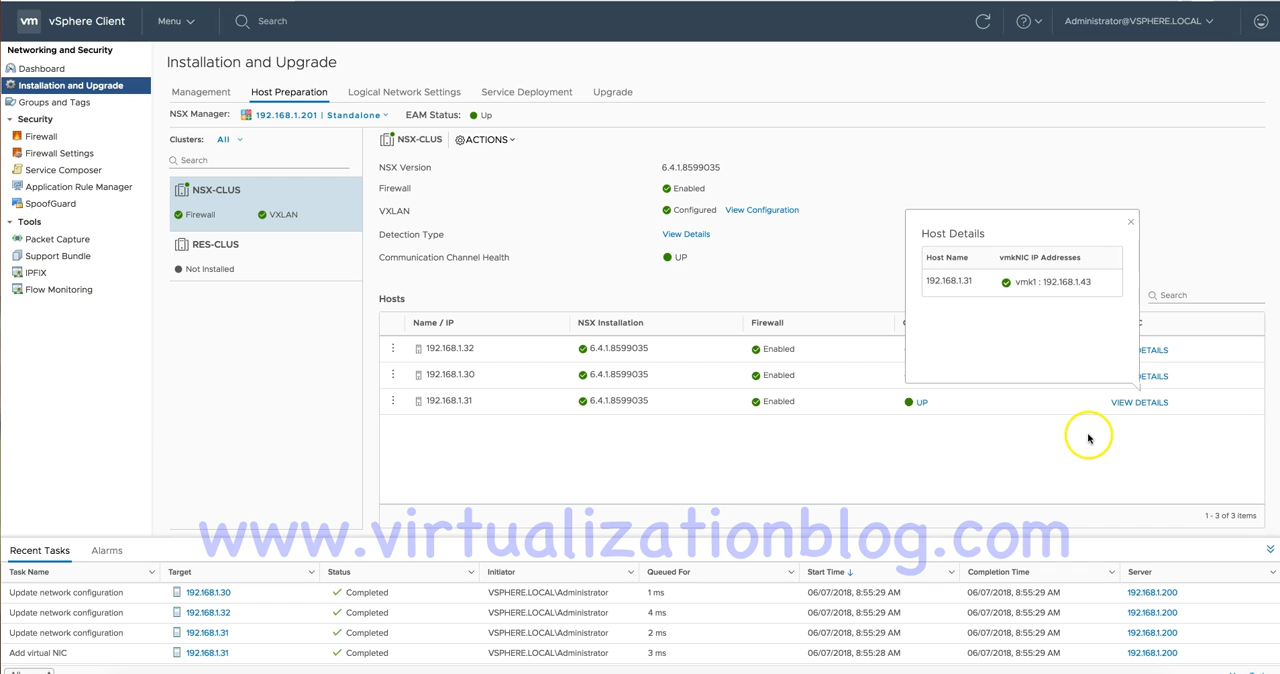 vm vSphere Client Menu Search Administrator@VSPHERE.LOCAL
Networking and Security
Dashboard
Installation and Upgrade
Groups and Tags
Security
Firewall
Firewall Settings
Service Composer
Application Rule Manager
SpoofGuard
Tools
Packet Capture
Support Bundle
IPFIX
Flow Monitoring
Installation and Upgrade
Management Host Preparation Logical Network Settings Service Deployment Upgrade
NSX Manager: 192.168.1.201 | Standalone EAM Status: Up
Clusters: All
Search
NSX-CLUS
Firewall VXLAN
RES-CLUS
Not Installed
NSX-CLUS ACTIONS
NSX Version 6.4.1.8599035
Firewall Enabled
VXLAN Configured View Configuration
Detection Type View Details
Communication Channel Health UP
Host Details
Host Name vmkNIC IP Addresses
192.168.1.31 vmk1 : 192.168.1.43
Hosts
Search
Name / IP NSX Installation Firewall C
192.168.1.32 6.4.1.8599035 Enabled DETAILS
192.168.1.30 6.4.1.8599035 Enabled DETAILS
192.168.1.31 6.4.1.8599035 Enabled UP VIEW DETAILS
1 - 3 of 3 items
www.virtualizationblog.com
Recent Tasks Alarms
Task Name Target Status Initiator Queued For Start Time Completion Time Server
Update network configuration 192.168.1.30 Completed VSPHERE.LOCAL\Administrator 1 ms 06/07/2018, 8:55:29 AM 06/07/2018, 8:55:29 AM 192.168.1.200
Update network configuration 192.168.1.32 Completed VSPHERE.LOCAL\Administrator 4 ms 06/07/2018, 8:55:29 AM 06/07/2018, 8:55:29 AM 192.168.1.200
Update network configuration 192.168.1.31 Completed VSPHERE.LOCAL\Administrator 2 ms 06/07/2018, 8:55:29 AM 06/07/2018, 8:55:29 AM 192.168.1.200
Add virtual NIC 192.168.1.31 Completed VSPHERE.LOCAL\Administrator 3 ms 06/07/2018, 8:55:28 AM 06/07/2018, 8:55:29 AM 192.168.1.200